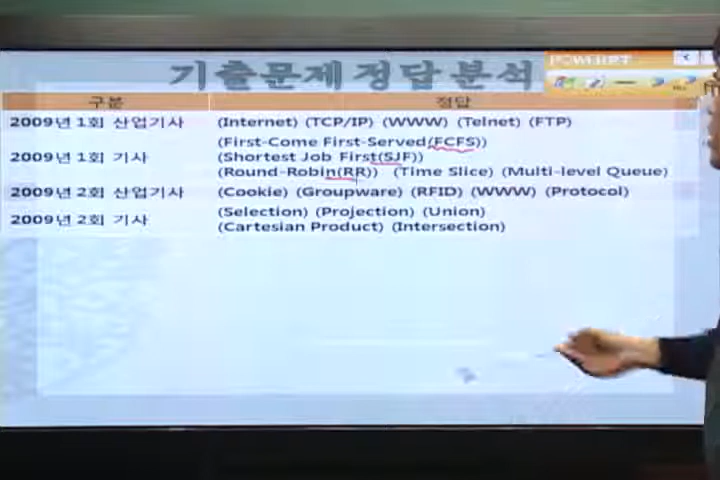 기출문제 정답 분석
POWERPT
구분 정답
2009년 1회 산업기사 (Internet) (TCP/IP) (WWW) (Telnet) (FTP)
2009년 1회 기사 (First-Come First-Served(FCFS))
(Shortest Job First(SJF))
(Round-Robin(RR)) (Time Slice) (Multi-level Queue)
2009년 2회 산업기사 (Cookie) (Groupware) (RFID) (WWW) (Protocol)
2009년 2회 기사 (Selection) (Projection) (Union)
(Cartesian Product) (Intersection)